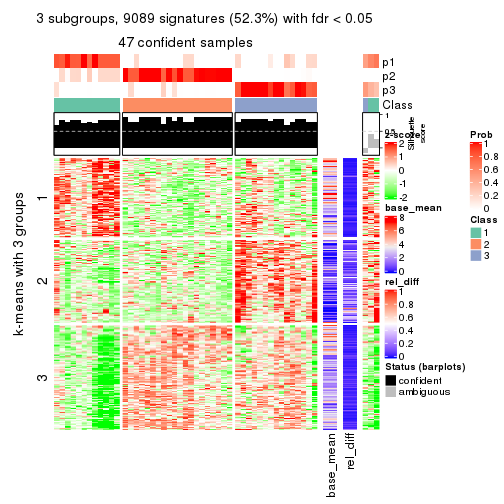 3 subgroups, 9089 signatures (52.3%) with fdr < 0.05
47 confident samples
p1
p2
p3
Class
1
0.5
Silhouette
score
k-means with 3 groups
1
2
3
base_mean
rel_diff
z-score
2
1
0
-1
-2
base_mean
8
6
4
2
0
rel_diff
1
0.8
0.6
0.4
0.2
0
Status (barplots)
confident
ambiguous
Prob
1
0.8
0.6
0.4
0.2
0
Class
1
2
3